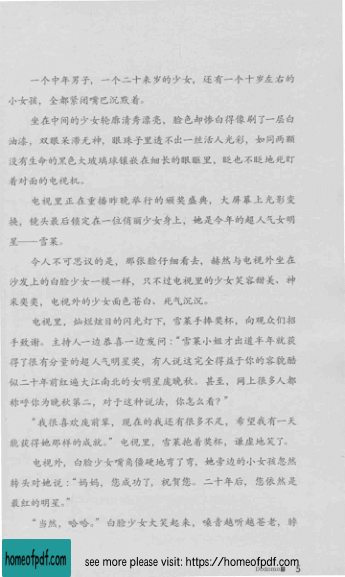 一个中年男子，一个二十来岁的少女，还有一个十岁左右的
小女孩，全都紧闭嘴巴沉默着。
坐在中间的少女轮廓清秀漂亮，脸色却惨白得像刷了一层白
油漆，双眼呆滞无神，眼珠子里透不出一丝活人光彩，如同两颗
没有生命的黑色大玻璃球镶嵌在细长的眼眶里，眨也不眨地死盯
着对面的电视机。
电视里正在重播昨晚举行的颁奖盛典，大屏幕上光影变
换，镜头最后锁定在一位俏丽少女身上，她是今年的超人气女明
星——雪莱。
令人不可思议的是，那张脸仔细看去，赫然与电视外坐在
沙发上的白脸少女一模一样，只不过电视里的少女笑容甜美、神
采奕奕，电视外的少女面色苍白、死气沉沉。
电视里，灿烂炫目的闪光灯下，雪莱手捧奖杯，向观众们招
手致谢。主持人一边恭喜一边发问：“雪莱小姐才出道半年就获
得了很有分量的超人气明星奖，有人说这完全得益于你的容貌酷
似二十年前红遍大江南北的女明星庞晚秋。甚至，网上很多人都
称呼你为晚秋第二，对于这种说法，你怎么看？”
“我很喜欢庞前辈，现在的我还有很多不足，希望我有一天
能获得她那样的成就。”电视里，雪莱抱着奖杯，谦虚地笑了。
电视外，白脸少女嘴角僵硬地弯了弯，她旁边的小女孩忽然
转头对她说：“妈妈，您成功了，祝贺您。二十年后，您依然是
最红的明星。”
“当然，哈哈。”白脸少女大笑起来，嗓音越听越苍老，脖
5
homeofpdf.com
see more please visit: https://homeofpdf.com